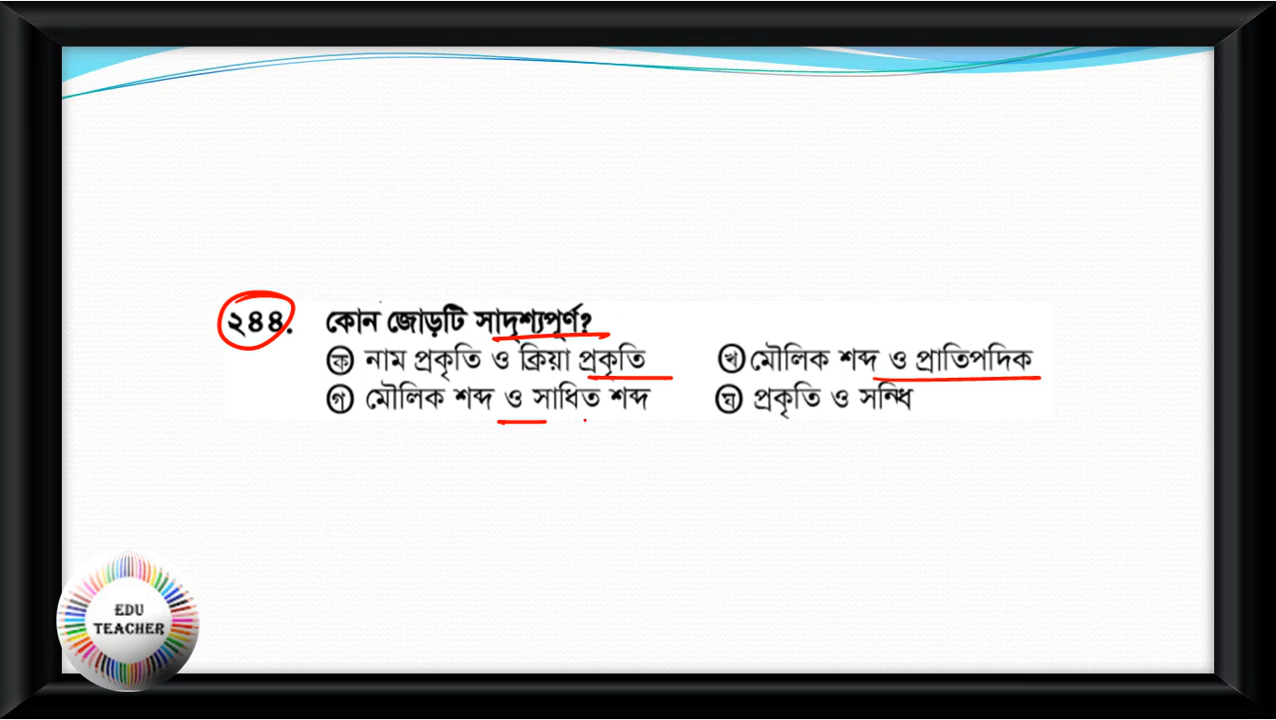 ২৪৪. কোন জোড়টি সাদৃশ্যপূর্ণ?
ক নাম প্রকৃতি ও ক্রিয়া প্রকৃতি খ মৌলিক শব্দ ও প্রাতিপদিক
গ মৌলিক শব্দ ও সাধিত শব্দ ঘ প্রকৃতি ও সন্ধি
EDU
TEACHER